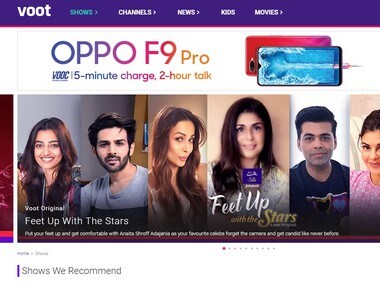 voot
SHOWS > CHANNELS > NEWS > KIDS MOVIES >
OPPO F9 Pro
VOOC | 5-minute charge, 2-hour talk
Feet Up
with the Stars
Voot Original
Feet Up With The Stars
Put your feet up and get comfortable with Anaita Shroff Adajania as your favourite celebs forget the camera and get candid like never before
Home > Shows
Shows We Recommend